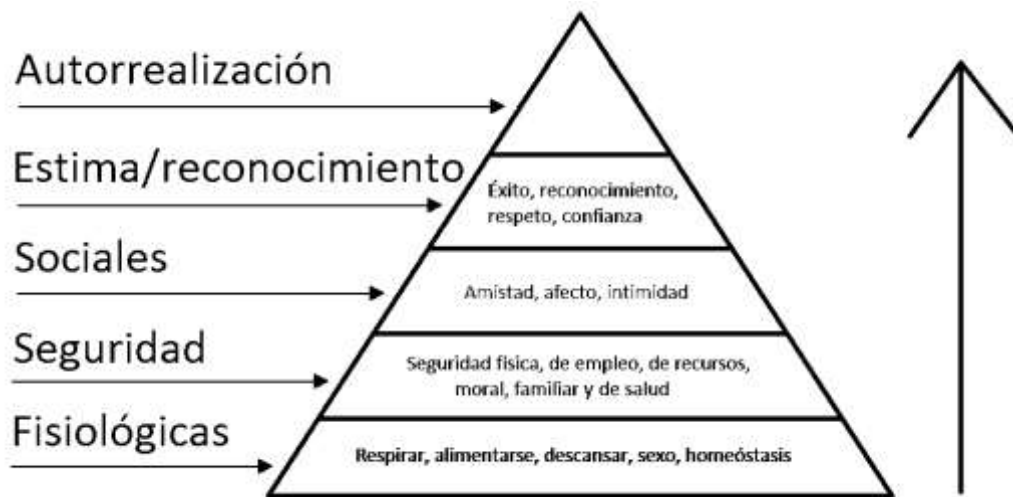 Autorrealización
Estima/reconocimiento
Éxito, reconocimiento,
respeto, confianza
Sociales
Amistad, afecto, intimidad
Seguridad
Seguridad física, de empleo, de recursos,
moral, familiar y de salud
Fisiológicas
Respirar, alimentarse, descansar, sexo, homeóstasis